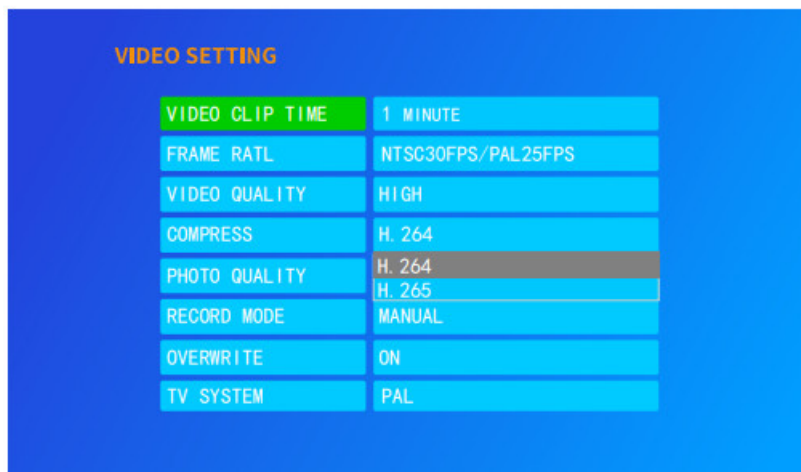 VIDEO SETTING
VIDEO CLIP TIME 1 MINUTE
FRAME RATL NTSC30FPS/PAL25FPS
VIDEO QUALITY HIGH
COMPRESS H. 264
PHOTO QUALITY H. 264
H. 265
RECORD MODE MANUAL
OVERWRITE ON
TV SYSTEM PAL